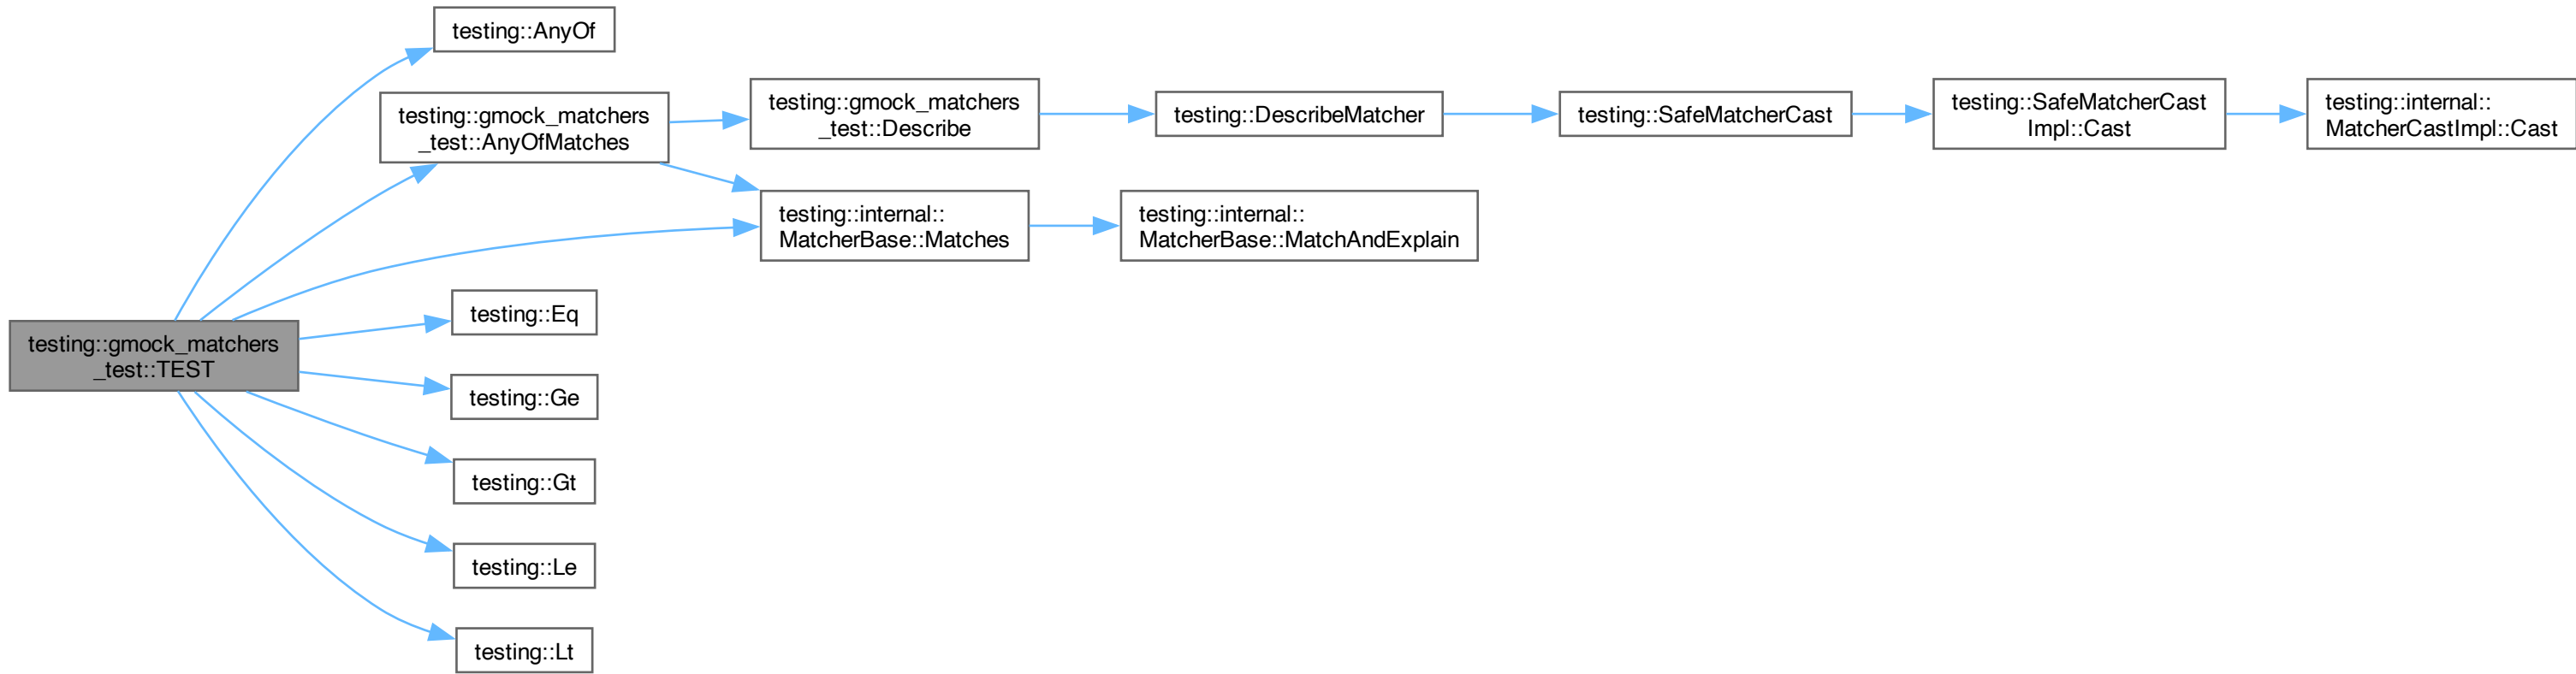 testing::AnyOf
testing::gmock_matchers
_test::AnyOfMatches
testing::gmock_matchers
_test::Describe
testing::DescribeMatcher
testing::SafeMatcherCast
testing::SafeMatcherCast
Impl::Cast
testing::internal::
MatcherCastImpl::Cast
testing::internal::
MatcherBase::Matches
testing::internal::
MatcherBase::MatchAndExplain
testing::gmock_matchers
_test::TEST
testing::Eq
testing::Ge
testing::Gt
testing::Le
testing::Lt